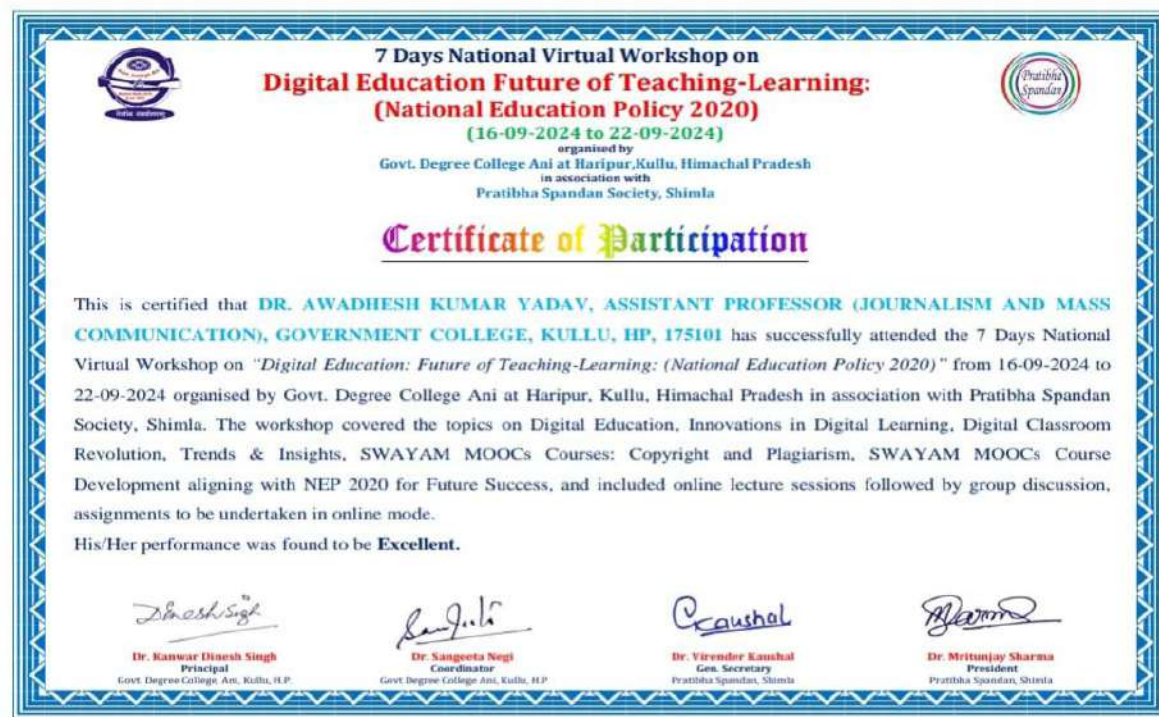 7 Days National Virtual Workshop on
Digital Education Future of Teaching-Learning:
(National Education Policy 2020)
(16-09-2024 to 22-09-2024)
organised by
Govt. Degree College Ani at Haripur,Kullu, Himachal Pradesh
in association with
Pratibha Spandan Society, Shimla
Pratibha
Spandan
Certificate of Participation
This is certified that DR. AWADHESH KUMAR YADAV, ASSISTANT PROFESSOR (JOURNALISM AND MASS
COMMUNICATION), GOVERNMENT COLLEGE, KULLU, HP, 175101 has successfully attended the 7 Days National
Virtual Workshop on "Digital Education: Future of Teaching-Learning: (National Education Policy 2020)" from 16-09-2024 to
22-09-2024 organised by Govt. Degree College Ani at Haripur, Kullu, Himachal Pradesh in association with Pratibha Spandan
Society, Shimla. The workshop covered the topics on Digital Education, Innovations in Digital Learning, Digital Classroom
Revolution, Trends & Insights, SWAYAM MOOCs Courses: Copyright and Plagiarism, SWAYAM MOOCs Course
Development aligning with NEP 2020 for Future Success, and included online lecture sessions followed by group discussion,
assignments to be undertaken in online mode.
His/Her performance was found to be Excellent.
Dinesh Singh
Dr. Kanwar Dinesh Singh
Principal
Govt. Degree College, Ani, Kullu, H.P.
Dr. Sangeeta Negi
Coordinator
Govt Degree College Ani, Kullu, H.P
Dr. Virender Kaushal
Gen. Secretary
Pratibha Spandan, Shimla
Dr. Mritunjay Sharma
President
Pratibha Spandan, Shimla